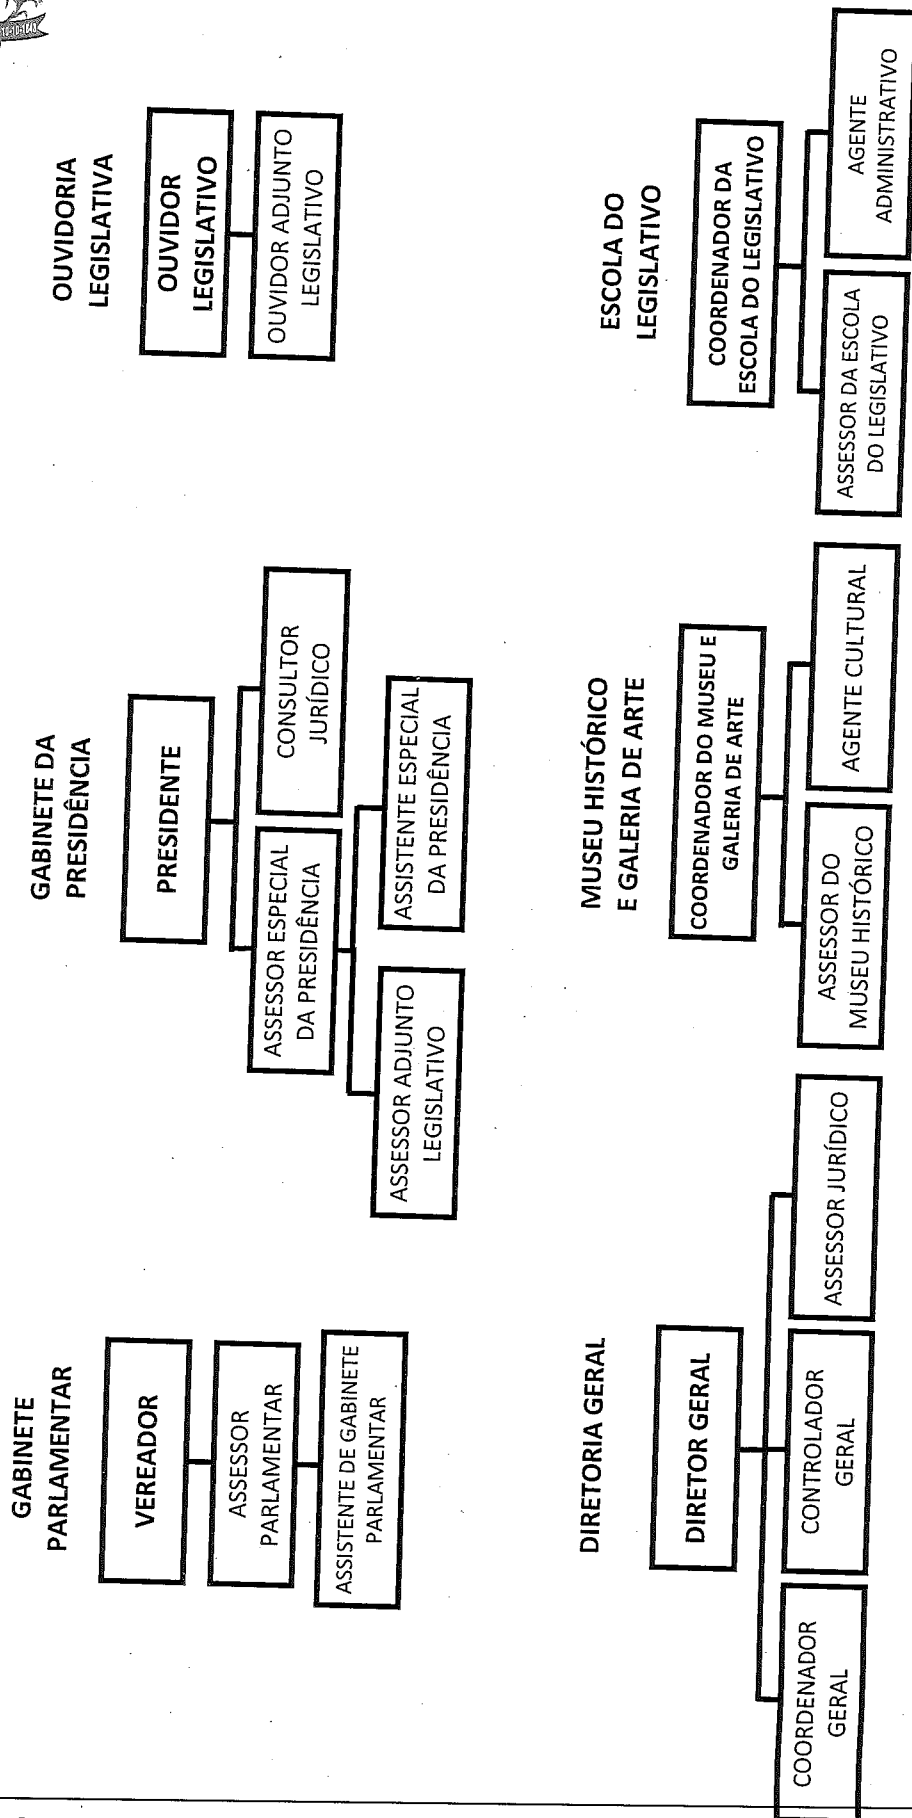 GABINETE
PARLAMENTAR
VEREADOR
ASSESSOR
PARLAMENTAR
ASSISTENTE DE GABINETE
PARLAMENTAR
GABINETE DA
PRESIDÊNCIA
PRESIDENTE
ASSESSOR ESPECIAL
DA PRESIDÊNCIA
CONSULTOR
JURÍDICO
ASSESSOR ADJUNTO
LEGISLATIVO
ASSISTENTE ESPECIAL
DA PRESIDÊNCIA
OUVIDORIA
LEGISLATIVA
OUVIDOR
LEGISLATIVO
OUVIDOR ADJUNTO
LEGISLATIVO
DIRETORIA GERAL
DIRETOR GERAL
COORDENADOR
GERAL
CONTROLADOR
GERAL
ASSESSOR JURÍDICO
MUSEU HISTÓRICO
E GALERIA DE ARTE
COORDENADOR DO MUSEU E
GALERIA DE ARTE
ASSESSOR DO
MUSEU HISTÓRICO
AGENTE CULTURAL
ESCOLA DO
LEGISLATIVO
COORDENADOR DA
ESCOLA DO LEGISLATIVO
ASSESSOR DA ESCOLA
DO LEGISLATIVO
AGENTE
ADMINISTRATIVO